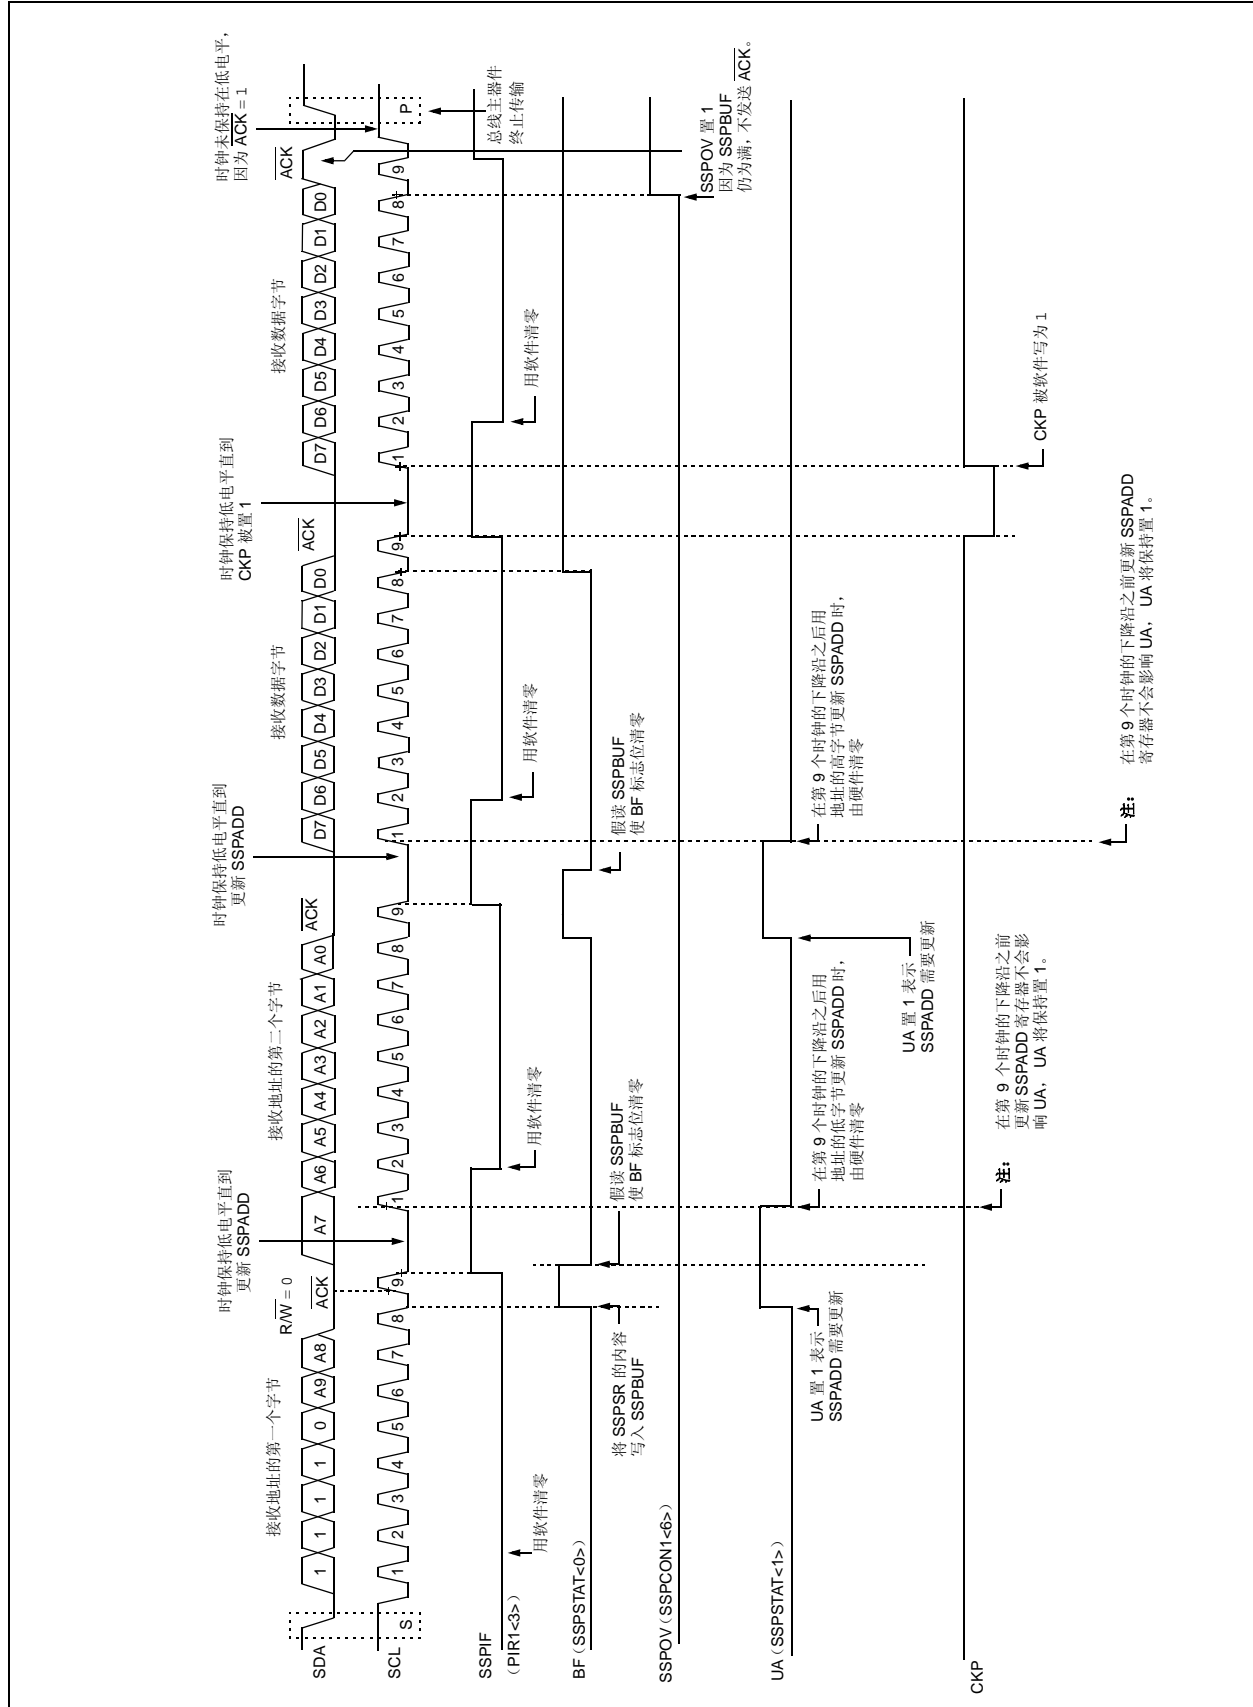 接收地址的第一个字节
R/W = 0
ACK
时钟保持低电平直到
更新 SSPADD
接收地址的第二个字节
ACK
时钟保持低电平直到
更新 SSPADD
接收数据字节
ACK
时钟保持低电平直到
CKP 被置 1
接收数据字节
ACK
时钟未保持在低电平,
因为 ACK = 1
SDA
1 1 1 1 0 A9 A8 A7 A6 A5 A4 A3 A2 A1 A0 D7 D6 D5 D4 D3 D2 D1 D0 D7 D6 D5 D4 D3 D2 D1 D0
SCL
S 1 2 3 4 5 6 7 8 9 1 2 3 4 5 6 7 8 9 1 2 3 4 5 6 7 8 9 1 2 3 4 5 6 7 8 9 P
总线主器件
终止传输
SSPIF
(PIR1<3>)
用软件清零
用软件清零
用软件清零
用软件清零
BF(SSPSTAT<0>)
将 SSPSR 的内容
写入 SSPBUF
假读 SSPBUF
使 BF 标志位清零
假读 SSPBUF
使 BF 标志位清零
SSPOV(SSPCON1<6>)
SSPOV 置 1
因为 SSPBUF
仍为满,不发送 ACK。
UA(SSPSTAT<1>)
UA 置 1 表示
SSPADD 需要更新
在第 9 个时钟的下降沿之后用
地址的低字节更新 SSPADD 时,
由硬件清零
UA 置 1 表示
SSPADD 需要更新
在第 9 个时钟的下降沿之后用
地址的高字节更新 SSPADD 时,
由硬件清零
CKP
CKP 被软件写为 1
注: 在第 9 个时钟的下降沿之前
更新 SSPADD 寄存器不会影
响 UA, UA 将保持置 1。
注: 在第 9 个时钟的下降沿之前更新 SSPADD
寄存器不会影响 UA, UA 将保持置 1。